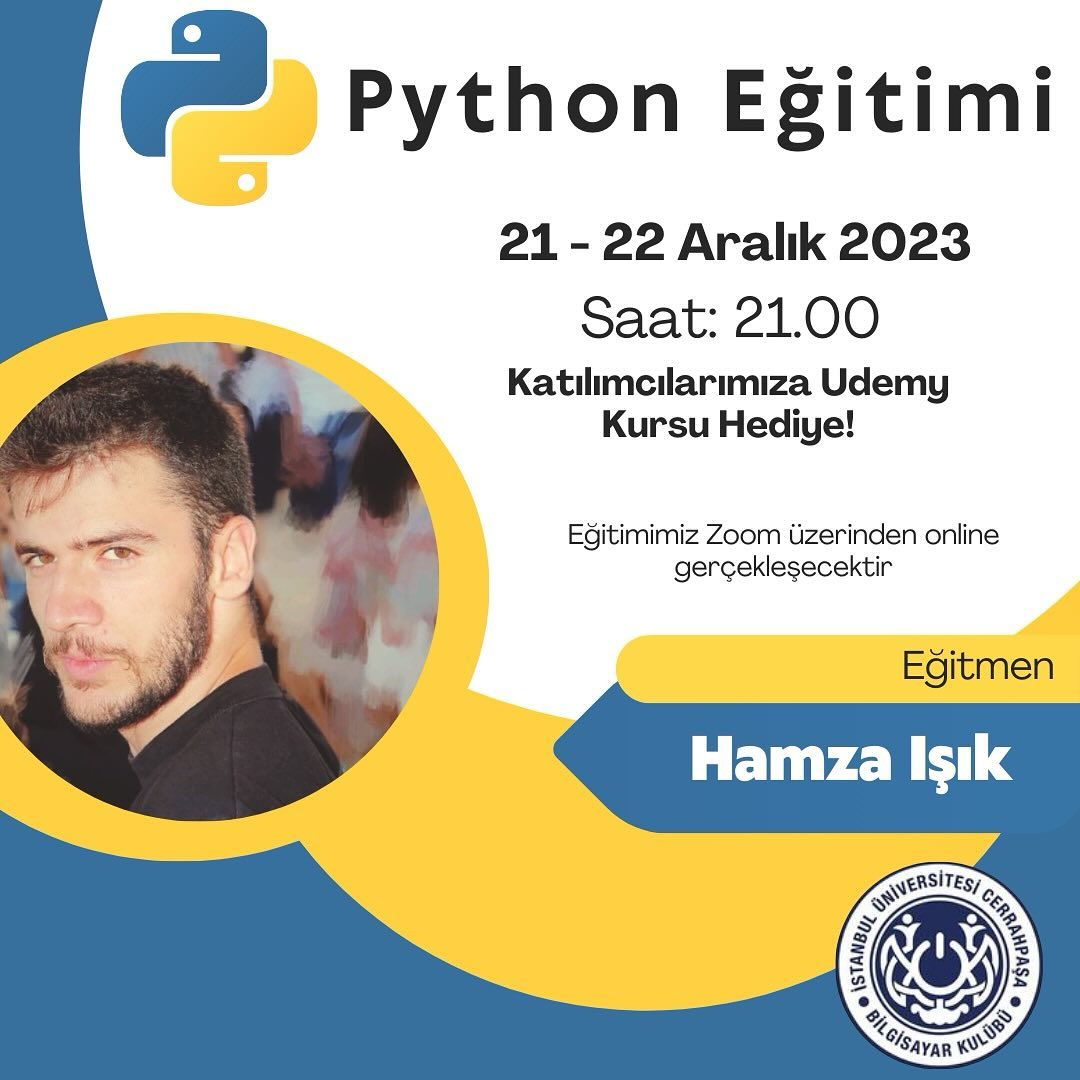 Python Eğitimi
21 - 22 Aralık 2023
Saat: 21.00
Katılımcılarımıza Udemy
Kursu Hediye!
Eğitimimiz Zoom üzerinden online
gerçekleşecektir
Eğitmen
Hamza Işık
İSTANBUL ÜNİVERSİTESİ CERRAHPAŞA
BİLGİSAYAR KULÜBÜ